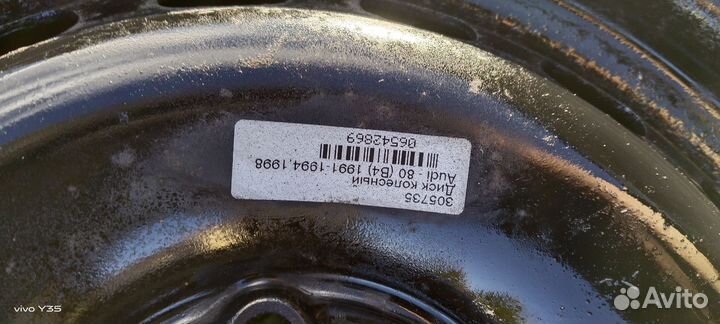 305735
Диск колесный
Audi 80 (B4) 1991-1994,1998
06542869
vivo Y35
Avito